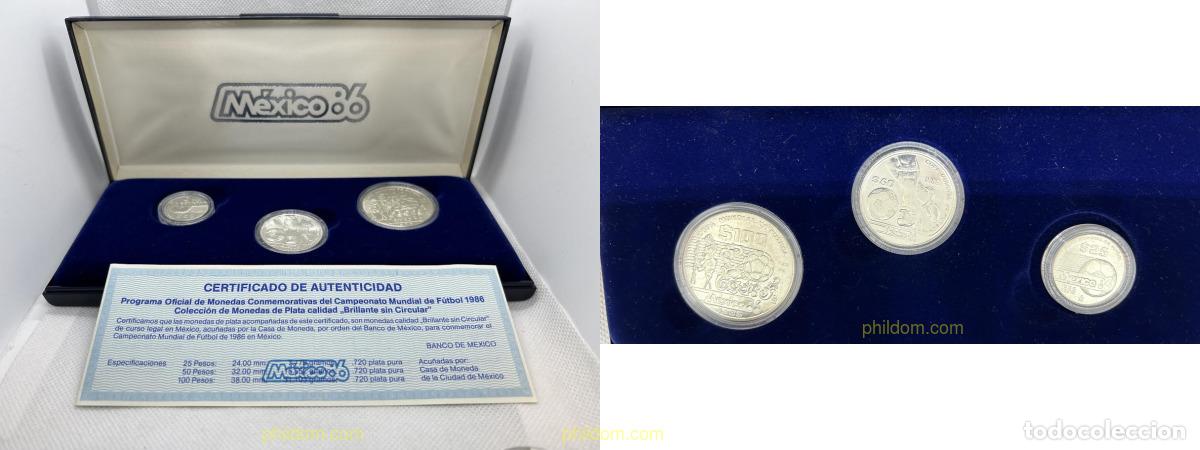 México86
CERTIFICADO DE AUTENTICIDAD
Programa Oficial de Monedas Conmemorativas del Campeonato Mundial de Fútbol 1986
Colección de Monedas de Plata calidad „Brillante sin Circular"
Certificamos que las monedas de plata acompañadas de este certificado, son monedas calidad „Brillante sin Circular"
de curso legal en México, acuñadas por la Casa de Moneda, por orden del Banco de México, para conmemorar el
Campeonato Mundial de Fútbol de 1986 en México.
BANCO DE MEXICO
Especificaciones 25 Pesos: 24.00 mm .720 plata pura Acuñadas por:
50 Pesos: 32.00 mm .720 plata pura Casa de Moneda
100 Pesos: 38.00 mm .720 plata pura de la Ciudad de México
México86
phildom.com
phildom.com
$100
$50
$25
phildom.com
todocoleccion